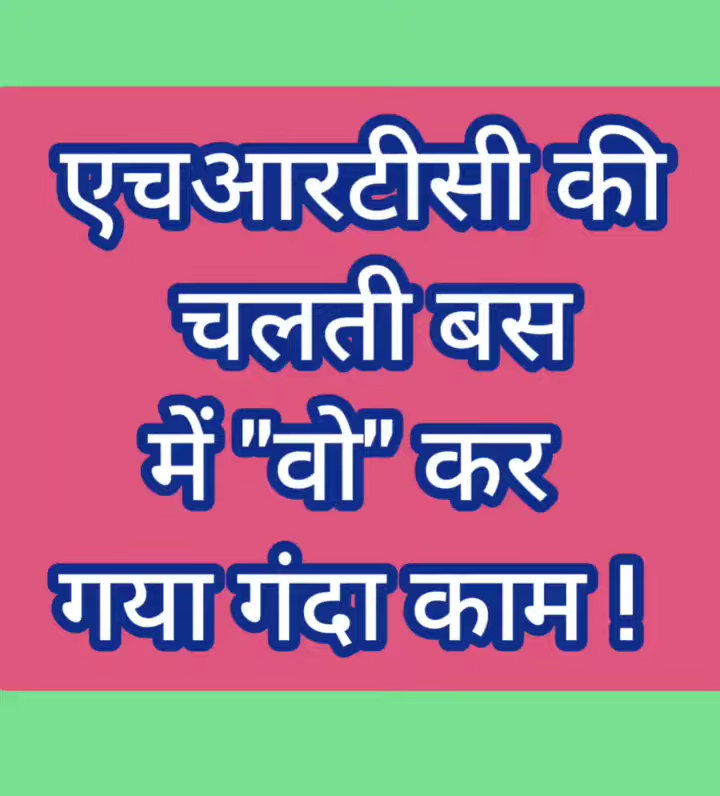 एचआरटीसी की
चलती बस
में "वो" कर
गया गंदा काम !